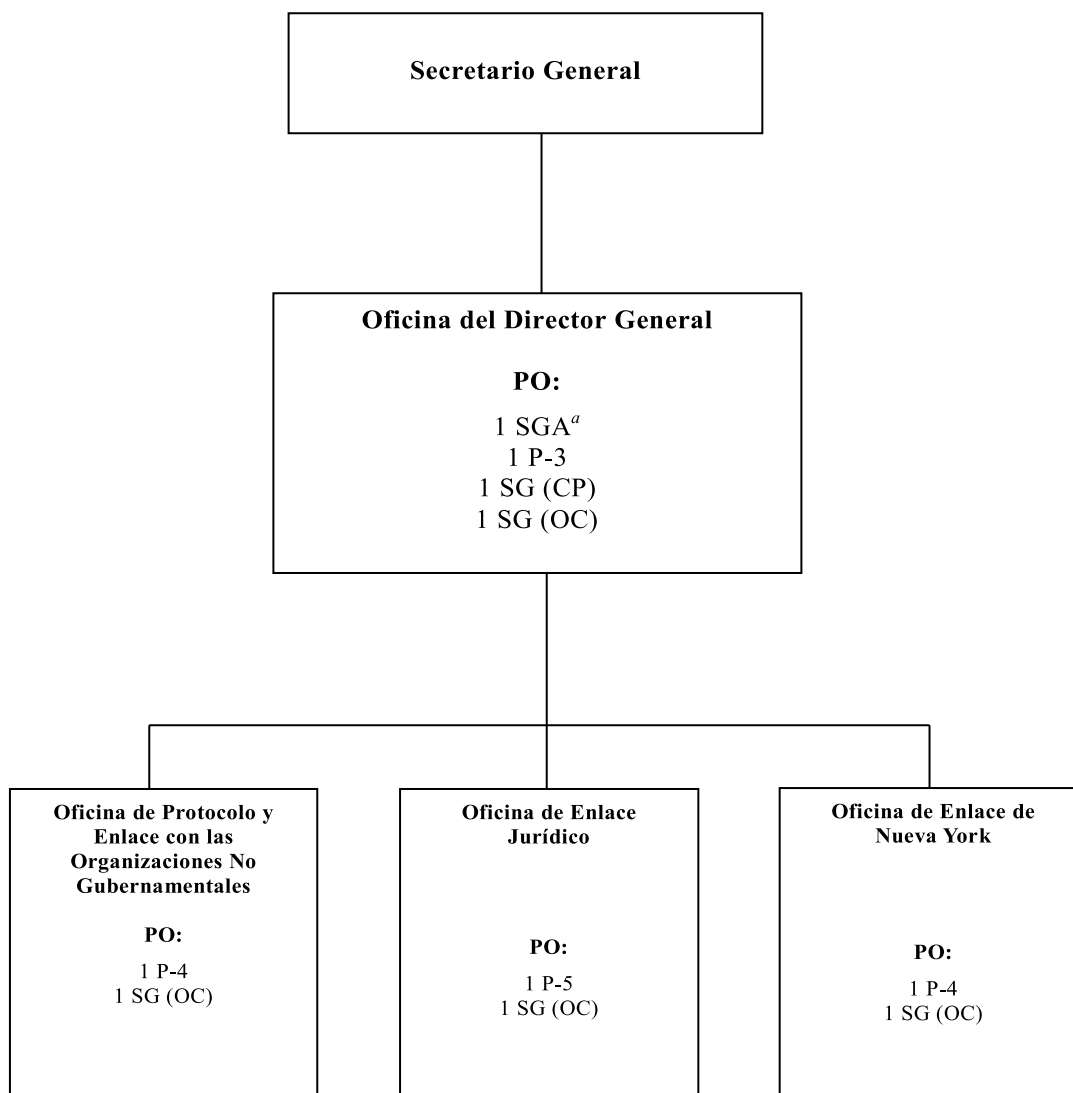 Secretario General
Oficina del Director General
PO:
1 SGAª
1 P-3
1 SG (CP)
1 SG (OC)
Oficina de Protocolo y
Enlace con las
Organizaciones No
Gubernamentales
PO:
1 P-4
1 SG (OC)
Oficina de Enlace
Jurídico
PO:
1 P-5
1 SG (OC)
Oficina de Enlace de
Nueva York
PO:
1 P-4
1 SG (OC)